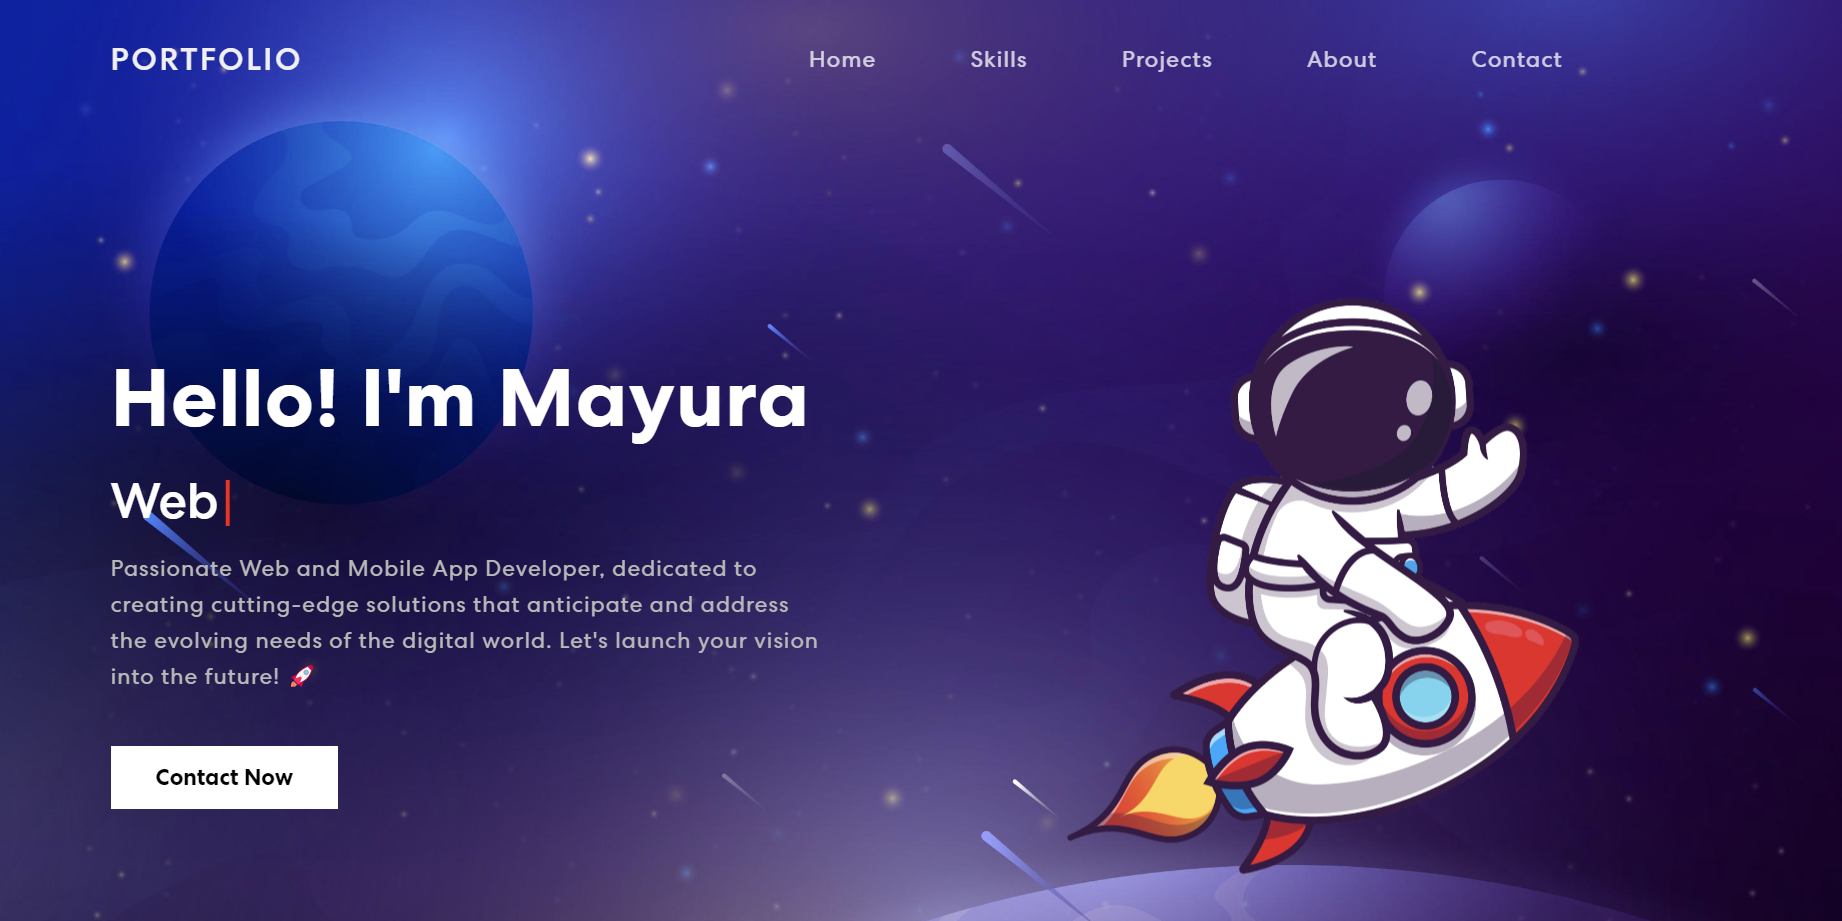 PORTFOLIO
Home Skills Projects About Contact
Hello! I'm Mayura
Web|
Passionate Web and Mobile App Developer, dedicated to
creating cutting-edge solutions that anticipate and address
the evolving needs of the digital world. Let's launch your vision
into the future! 🚀
Contact Now